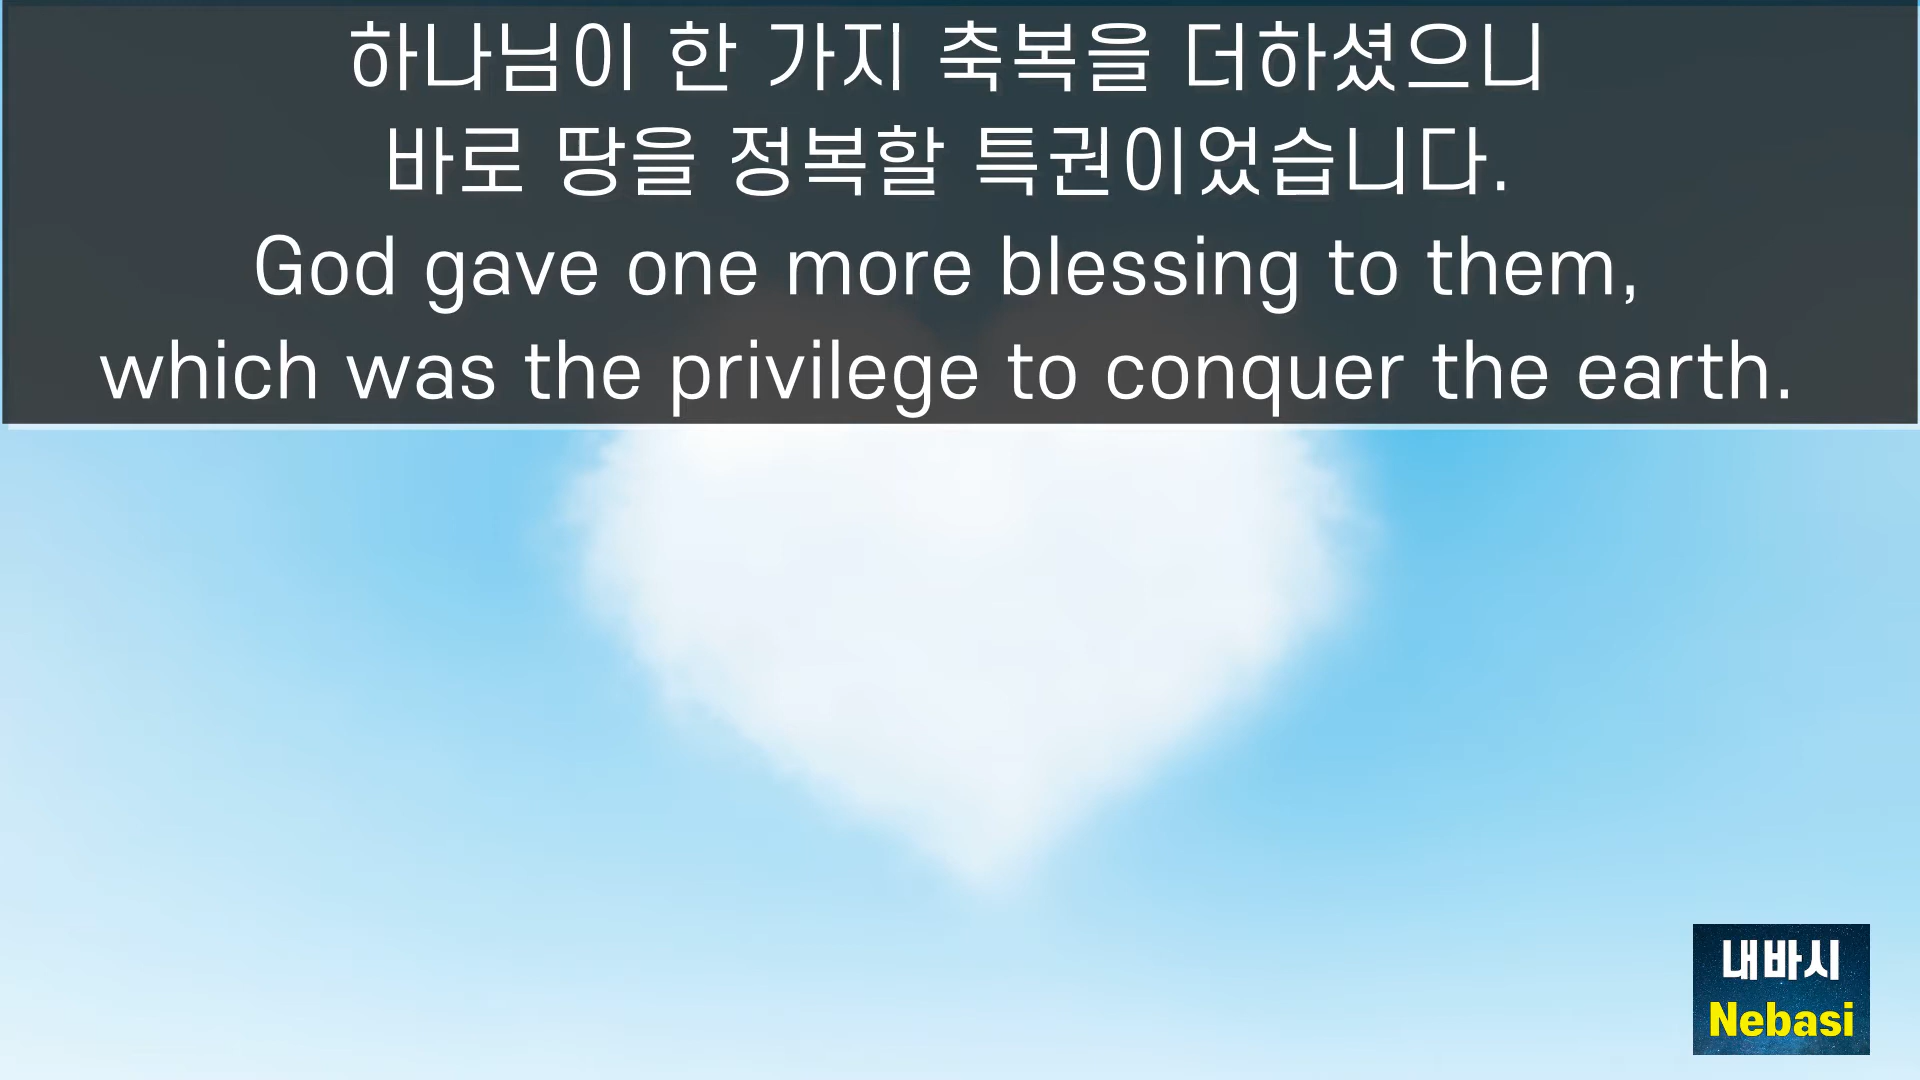 하나님이 한 가지 축복을 더하셨으니
바로 땅을 정복할 특권이었습니다.
God gave one more blessing to them,
which was the privilege to conquer the earth.
내바시
Nebasi